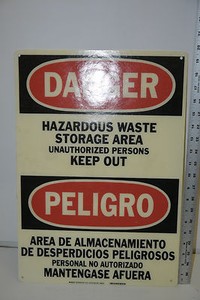 DANGER
HAZARDOUS WASTE
STORAGE AREA
UNAUTHORIZED PERSONS
KEEP OUT
PELIGRO
AREA DE ALMACENAMIENTO
DE DESPERDICIOS PELIGROSOS
PERSONAL NO AUTORIZADO
MANTENGASE AFUERA